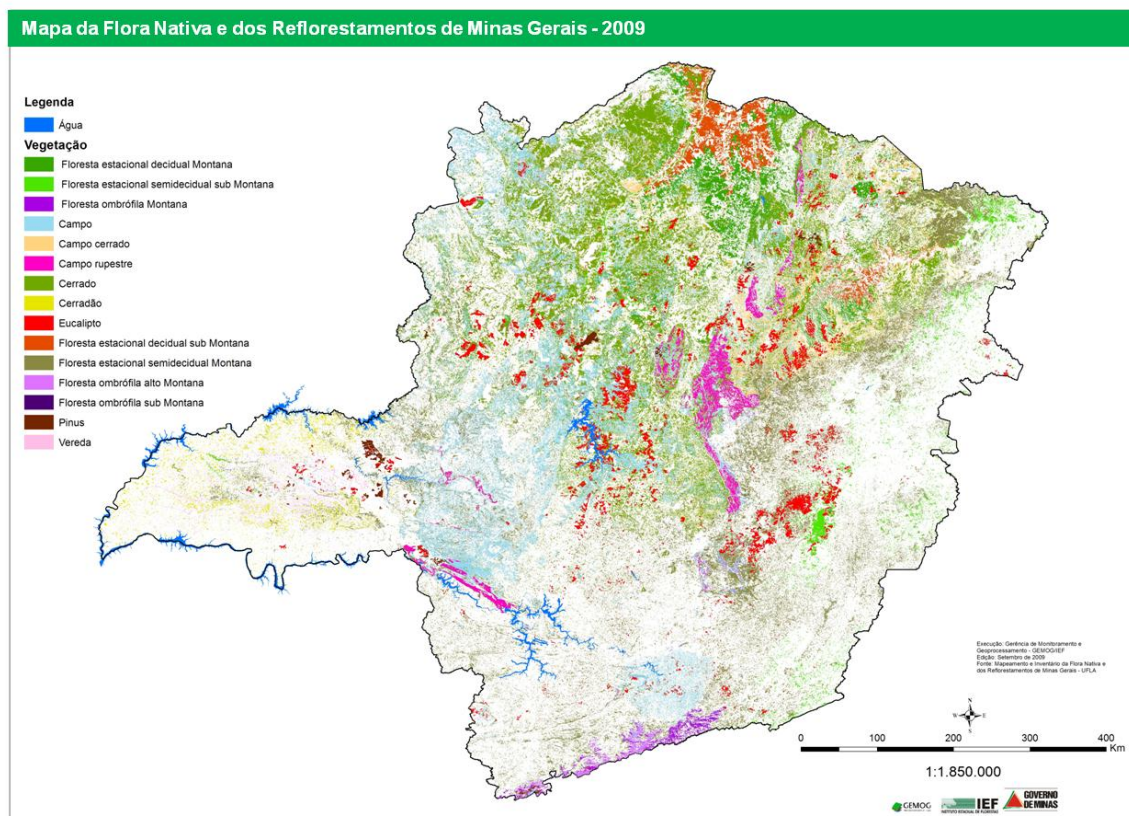 Mapa da Flora Nativa e dos Reflorestamentos de Minas Gerais - 2009
Legenda
Água
Vegetação
Floresta estacional decidual Montana
Floresta estacional semidecidual sub Montana
Floresta ombrófila Montana
Campo
Campo cerrado
Campo rupestre
Cerrado
Cerradão
Eucalipto
Floresta estacional decidual sub Montana
Floresta estacional semidecidual Montana
Floresta ombrófila alto Montana
Floresta ombrófila sub Montana
Pinus
Vereda
Execução: Gerência de Monitoramento e
Geoprocessamento - GEMOG/IEF
Edição: Setembro de 2009
Fonte: Mapeamento e Inventário da Flora Nativa e
dos Reflorestamentos de Minas Gerais - UFLA
N
W E
S
0 100 200 300 400
Km
1:1.850.000
GEMOG
IEF
INSTITUTO ESTADUAL DE FLORESTAS
GOVERNO
DE MINAS